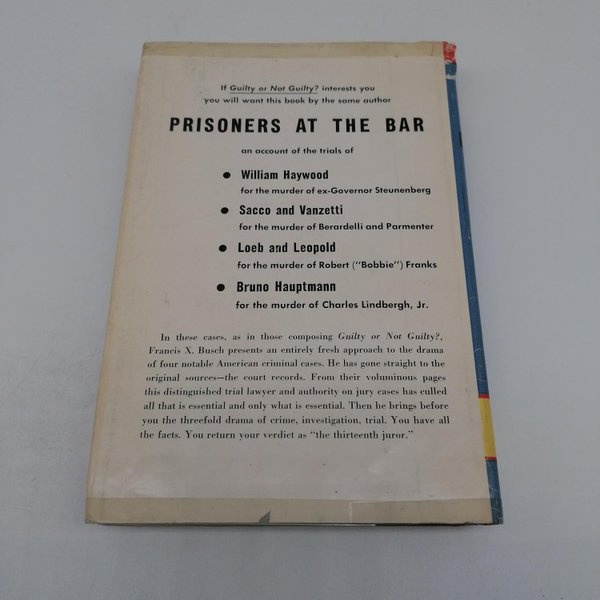 If Guilty or Not Guilty? interests you
you will want this book by the same author
PRISONERS AT THE BAR
an account of the trials of
● William Haywood
for the murder of ex-Governor Steunenberg
● Sacco and Vanzetti
for the murder of Berardelli and Parmenter
● Loeb and Leopold
for the murder of Robert ("Bobbie") Franks
● Bruno Hauptmann
for the murder of Charles Lindbergh, Jr.
In these cases, as in those composing Guilty or Not Guilty?,
Francis X. Busch presents an entirely fresh approach to the drama
of four notable American criminal cases. He has gone straight to the
original sources—the court records. From their voluminous pages
this distinguished trial lawyer and authority on jury cases has culled
all that is essential and only what is essential. Then he brings before
you the threefold drama of crime, investigation, trial. You have all
the facts. You return your verdict as "the thirteenth juror."